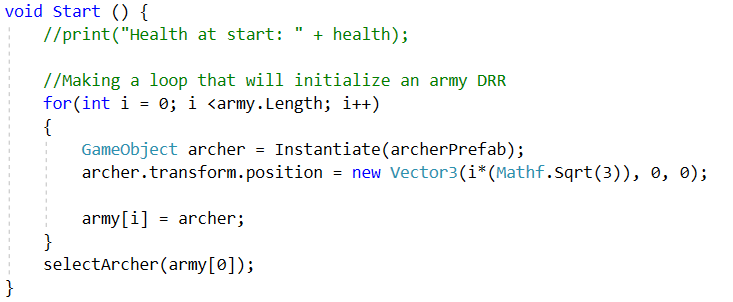 void Start () {
//print("Health at start: " + health);
//Making a loop that will initialize an army DRR
for(int i = 0; i <army.Length; i++)
{
GameObject archer = Instantiate(archerPrefab);
archer.transform.position = new Vector3(i*(Mathf.Sqrt(3)), 0, 0);
army[i] = archer;
}
selectArcher(army[0]);
}